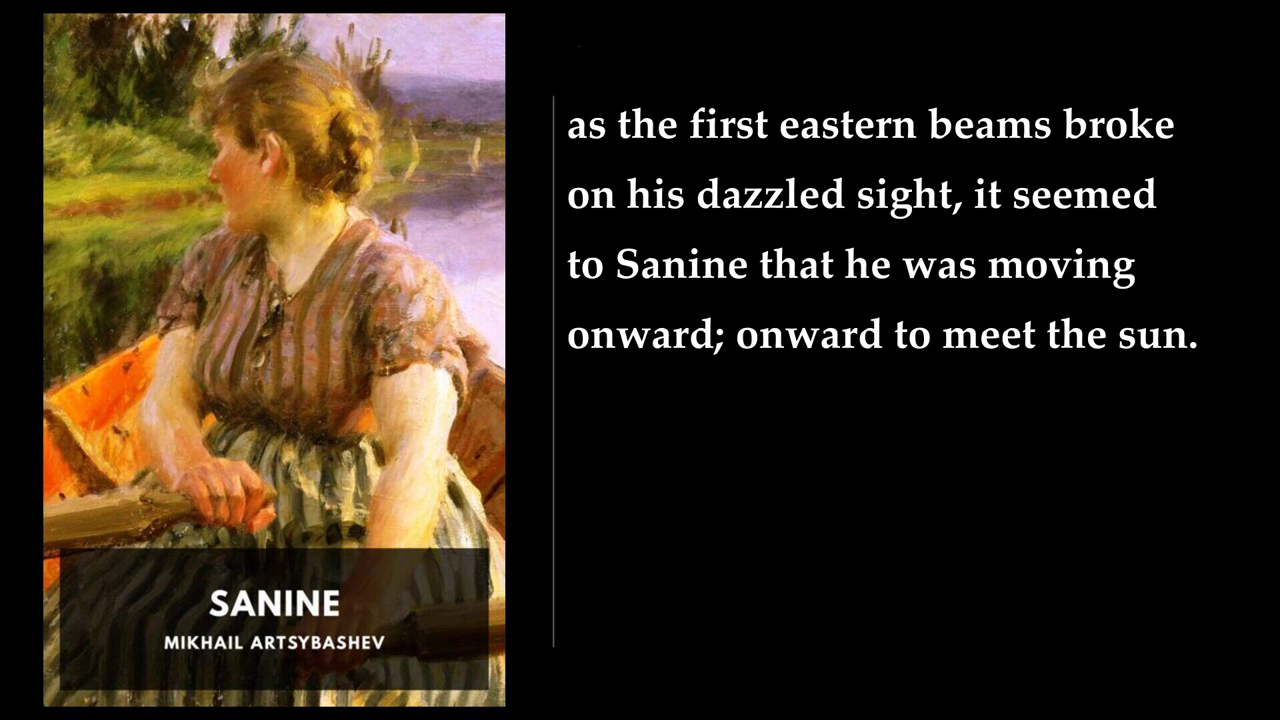 as the first eastern beams broke
on his dazzled sight, it seemed
to Sanine that he was moving
onward; onward to meet the sun.
SANINE
MIKHAIL ARTSYBASHEV